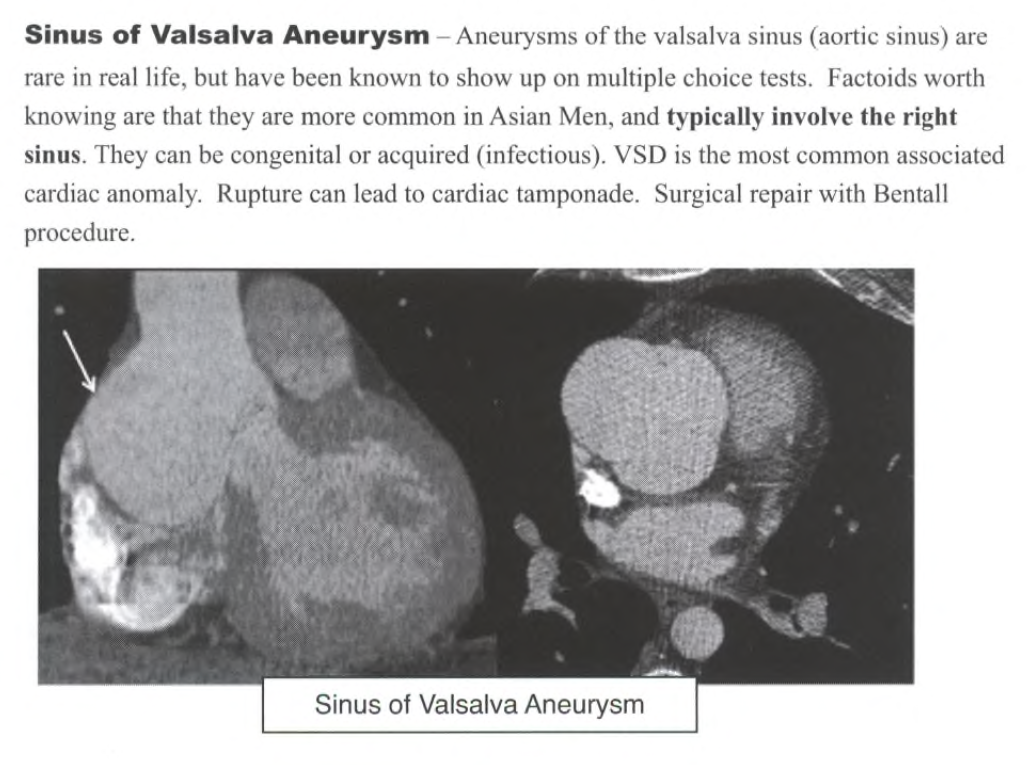 Sinus of Valsalva Aneurysm – Aneurysms of the valsalva sinus (aortic sinus) are
rare in real life, but have been known to show up on multiple choice tests. Factoids worth
knowing are that they are more common in Asian Men, and typically involve the right
sinus. They can be congenital or acquired (infectious). VSD is the most common associated
cardiac anomaly. Rupture can lead to cardiac tamponade. Surgical repair with Bentall
procedure.
Sinus of Valsalva Aneurysm